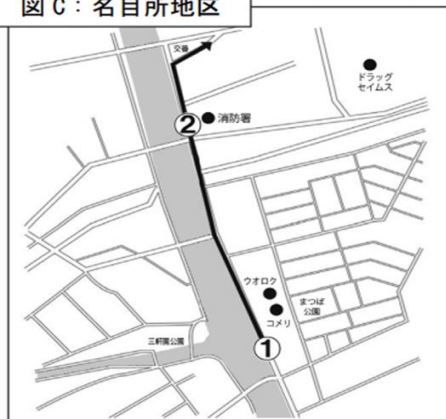 図C：名目所地区
交番
ドラッグ
セイムス
② 消防署
ウオロク
まつば
公園
コメリ
三軒園公園
①